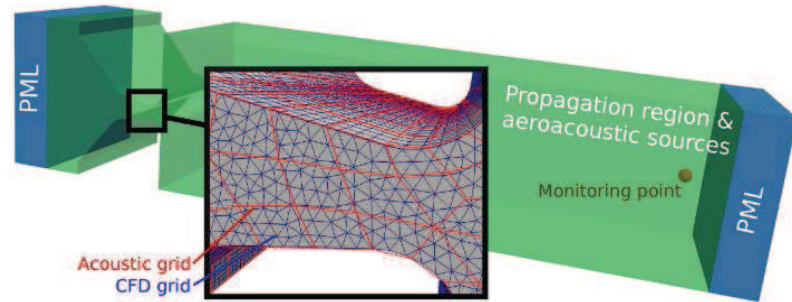 PML
Propagation region &
aeroacoustic sources
Monitoring point
PML
Acoustic grid
CFD grid